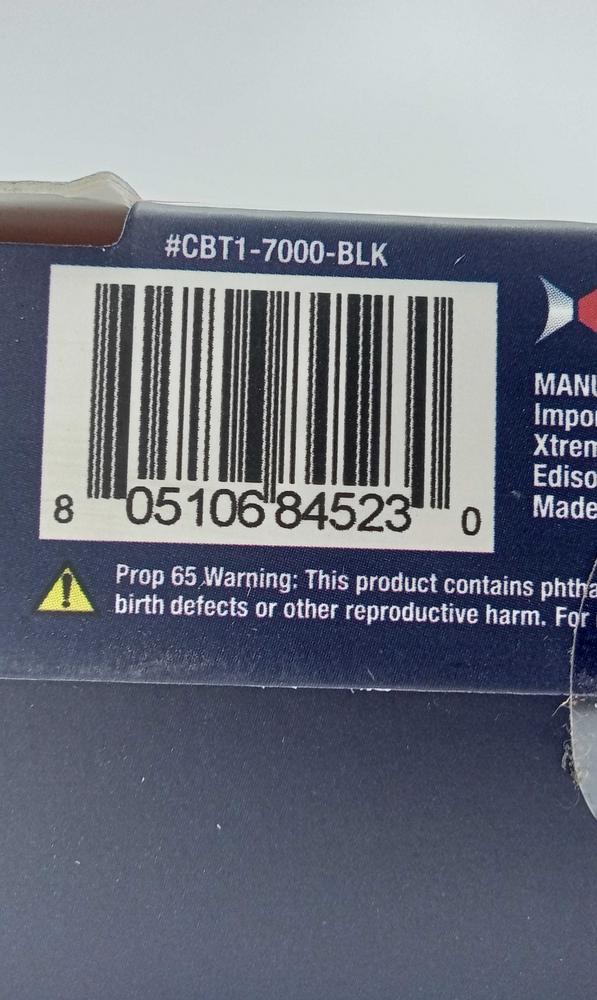 #CBT1-7000-BLK
8 05106 84523 0
MANU
Impo
Xtrem
Ediso
Made
Prop 65 Warning: This product contains phtha
birth defects or other reproductive harm. For